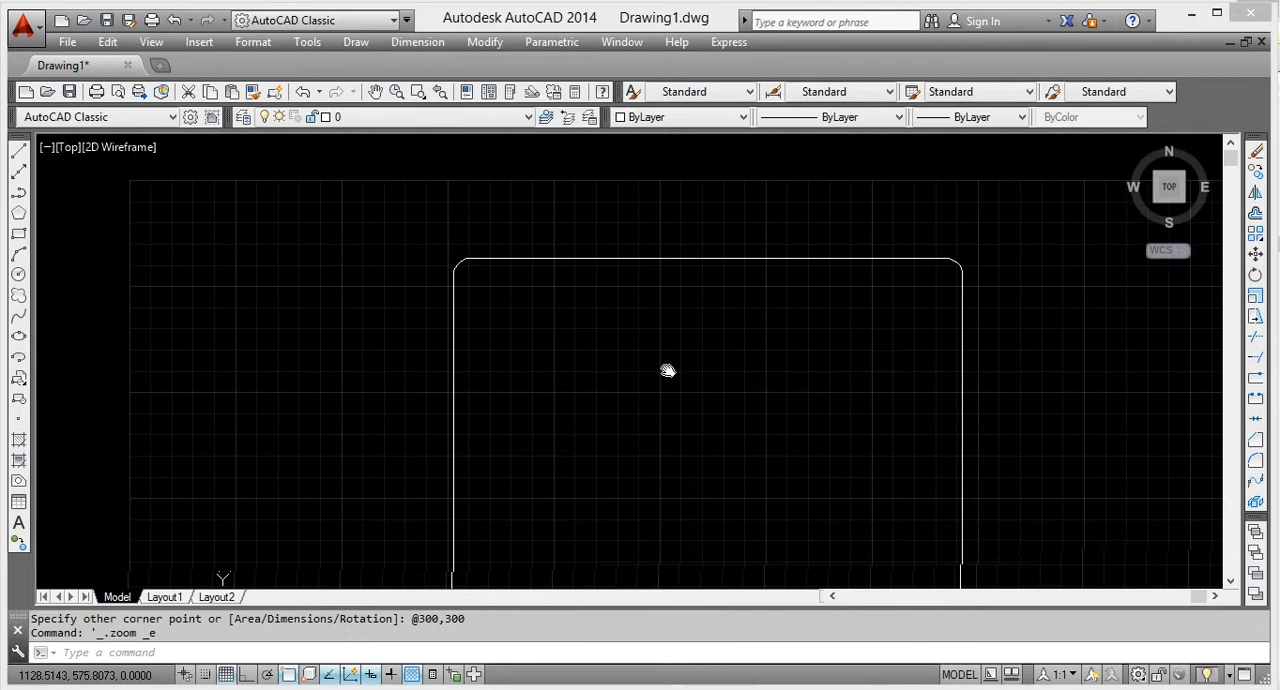 AutoCAD Classic
Autodesk AutoCAD 2014 Drawing1.dwg
Type a keyword or phrase
Sign In
File Edit View Insert Format Tools Draw Dimension Modify Parametric Window Help Express
Drawing1*
Standard Standard Standard Standard
AutoCAD Classic 0 ByLayer ByLayer ByLayer ByColor
[−][Top][2D Wireframe]
N
W TOP E
S
WCS
Y
Model Layout1 Layout2
Specify other corner point or [Area/Dimensions/Rotation]: @300,300
Command: '_.zoom _e
Type a command
1128.5143, 575.8073, 0.0000 MODEL 1:1